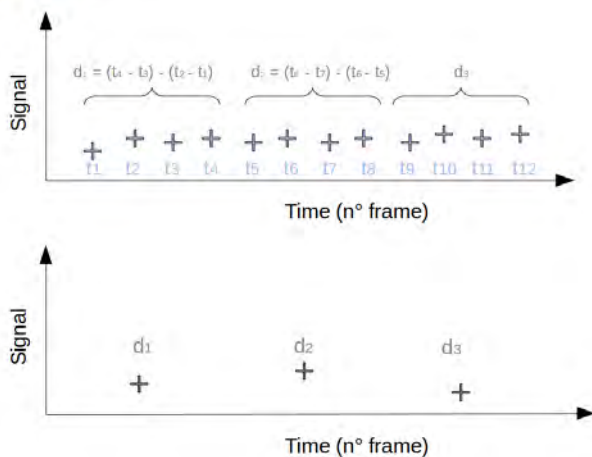 d₁ = (t₄ - t₃) - (t₂ - t₁) d₂ = (t₈ - t₇) - (t₆ - t₅) d₃
Signal
t1 t2 t3 t4 t5 t6 t7 t8 t9 t10 t11 t12
Time (n° frame)
Signal
d1 d2 d3
Time (n° frame)